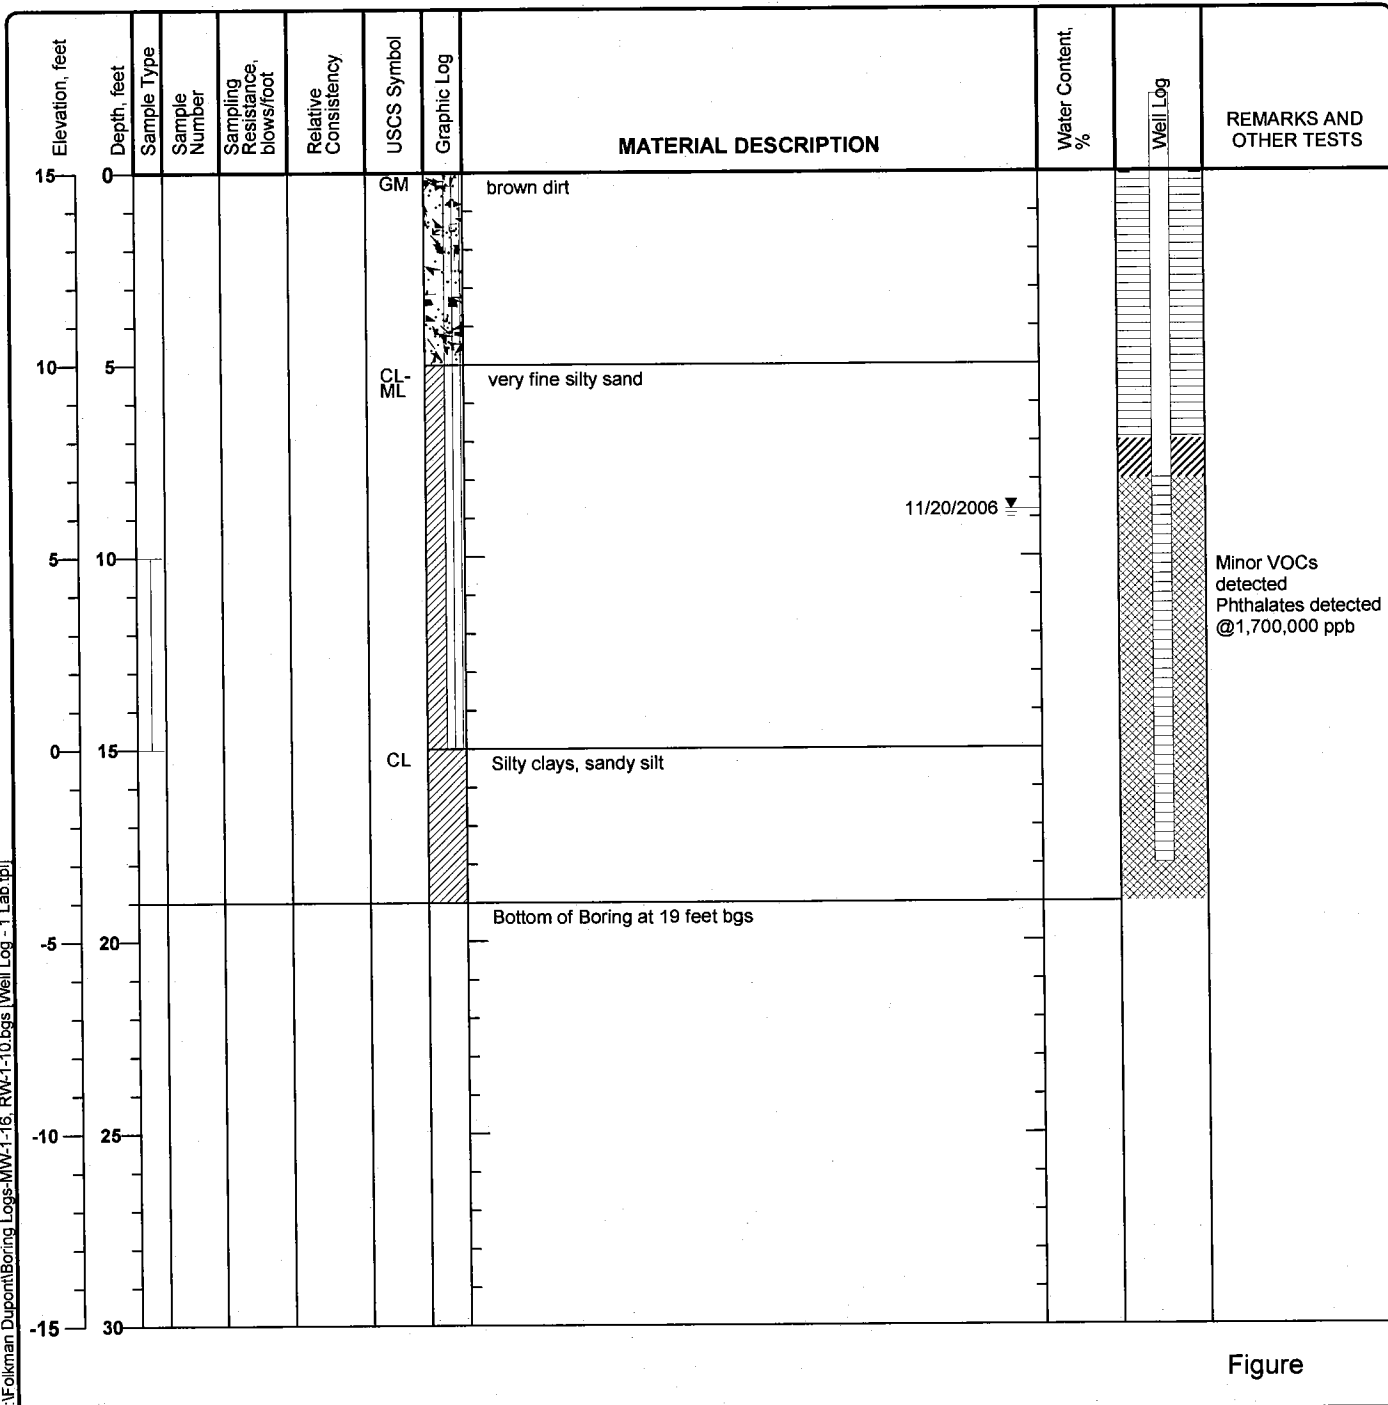 Elevation, feet
Depth, feet
Sample Type
Sample
Number
Sampling
Resistance,
blows/foot
Relative
Consistency
USCS Symbol
Graphic Log
MATERIAL DESCRIPTION
Water Content,
%
Well Log
REMARKS AND
OTHER TESTS
15 0 GM brown dirt
10 5 CL-
ML very fine silty sand
11/20/2006
5 10
Minor VOCs
detected
Phthalates detected
@1,700,000 ppb
0 15 CL Silty clays, sandy silt
Bottom of Boring at 19 feet bgs
-5 20
-10 25
-15 30
:\Folkman Dupont\Boring Logs-MW-1-16, RW-1-10.bgs [Well Log - 1 Lab.tpl]
Figure